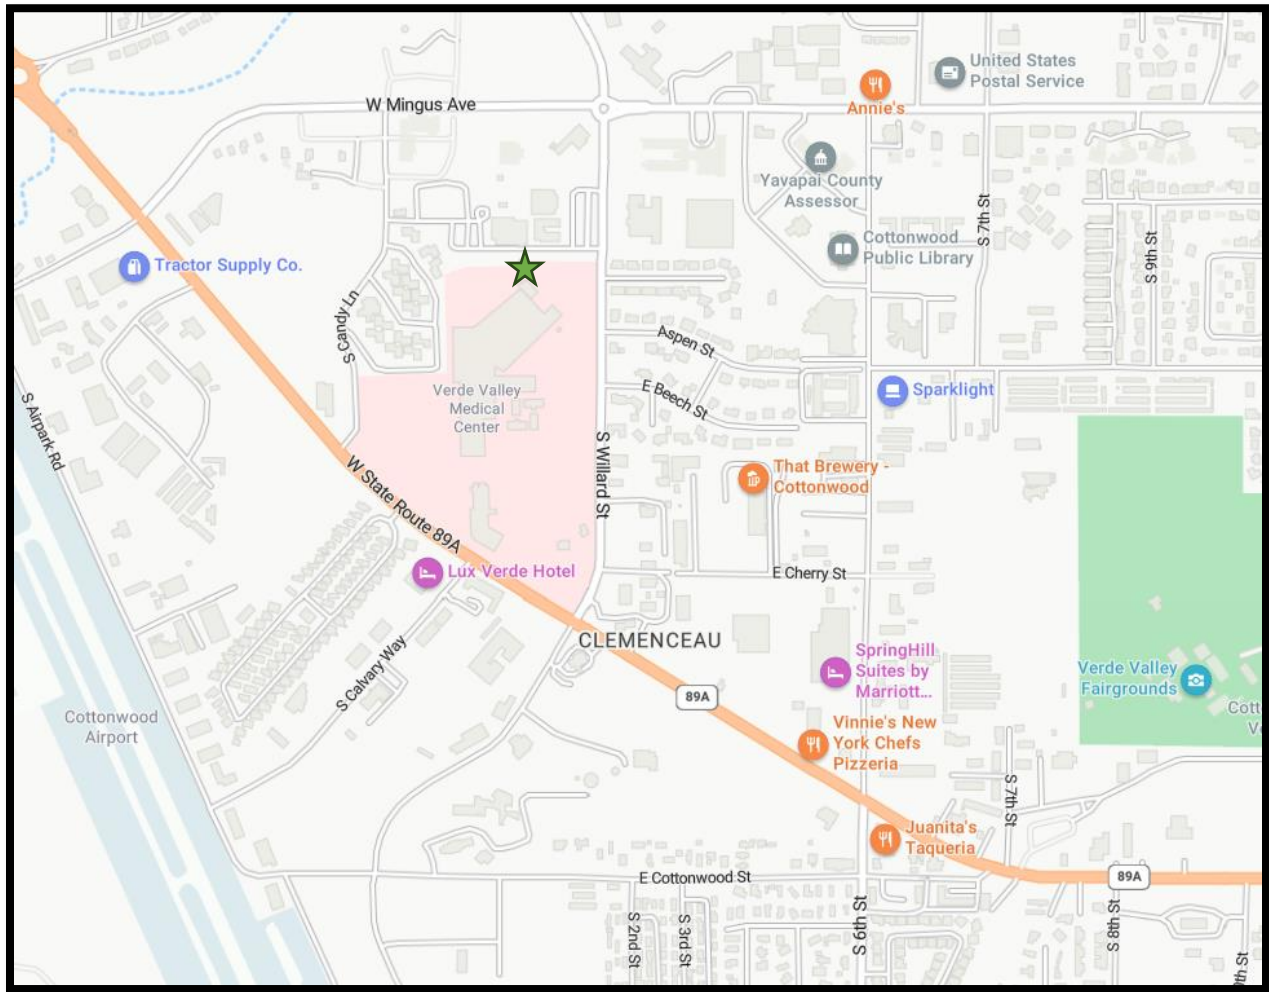 United States
Postal Service
W Mingus Ave
Annie's
Yavapai County
Assessor
S 7th St
Cottonwood
Public Library
S 9th St
Tractor Supply Co.
S Candy Ln
Aspen St
Verde Valley
Medical
Center
E Beech St
Sparklight
S Airpark Rd
S Willard St
That Brewery -
Cottonwood
W State Route 89A
Lux Verde Hotel
E Cherry St
CLEMENCEAU
SpringHill
Suites by
Marriott...
Verde Valley
Fairgrounds
S Calvary Way
89A
Cott
V
Cottonwood
Airport
Vinnie's New
York Chefs
Pizzeria
S 7th St
Juanita's
Taqueria
E Cottonwood St
89A
S 2nd St
S 3rd St
S 6th St
S 8th St
th St